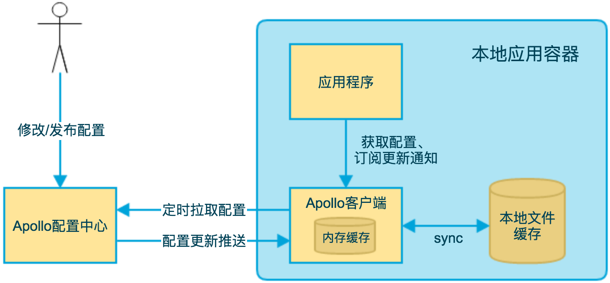 本地应用容器
应用程序
修改/发布配置
获取配置、
订阅更新通知
Apollo配置中心
定时拉取配置
配置更新推送
Apollo客户端
内存缓存
sync
本地文件
缓存